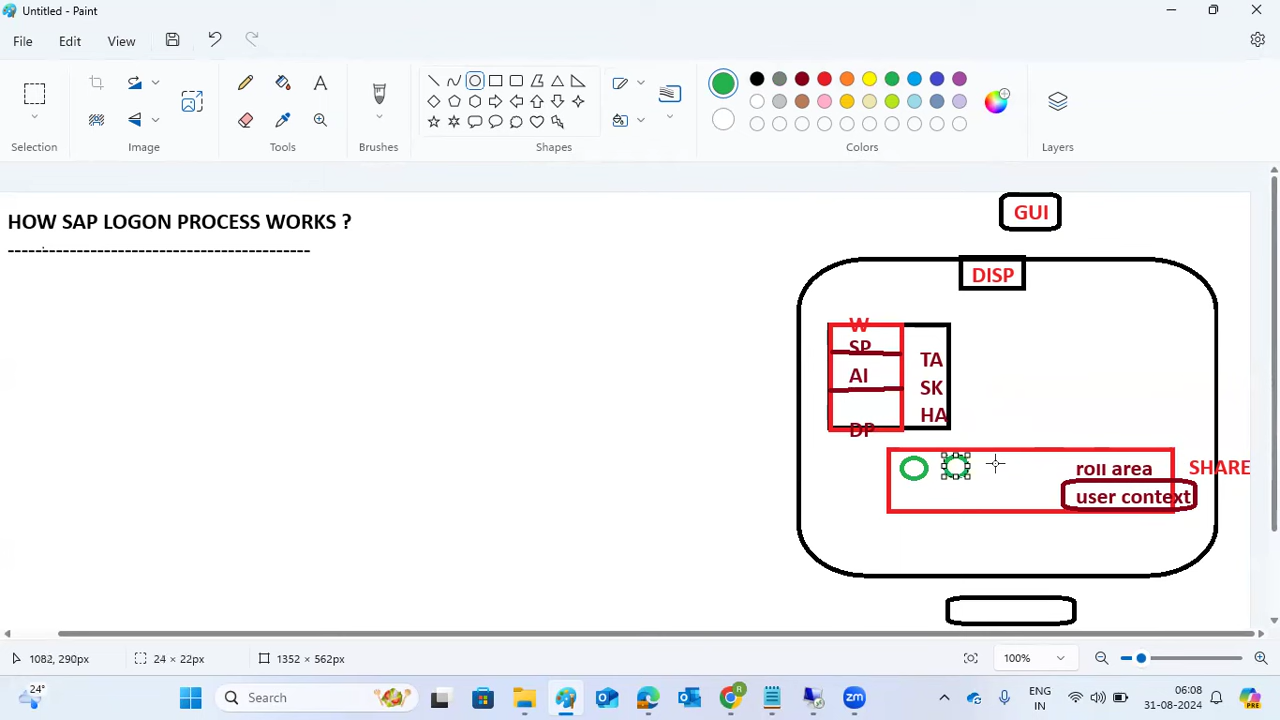 Untitled - Paint
File Edit View
Selection
Image
Tools
Brushes
Shapes
Colors
Layers
HOW SAP LOGON PROCESS WORKS ?
-------------------------------------------
GUI
DISP
W
SP
AI
DP
TA
SK
HA
roll area
user context
SHARE
1082, 290px
24 × 22px
1352 × 562px
100%
24°
Search
ENG
IN
06:08
31-08-2024
PRE